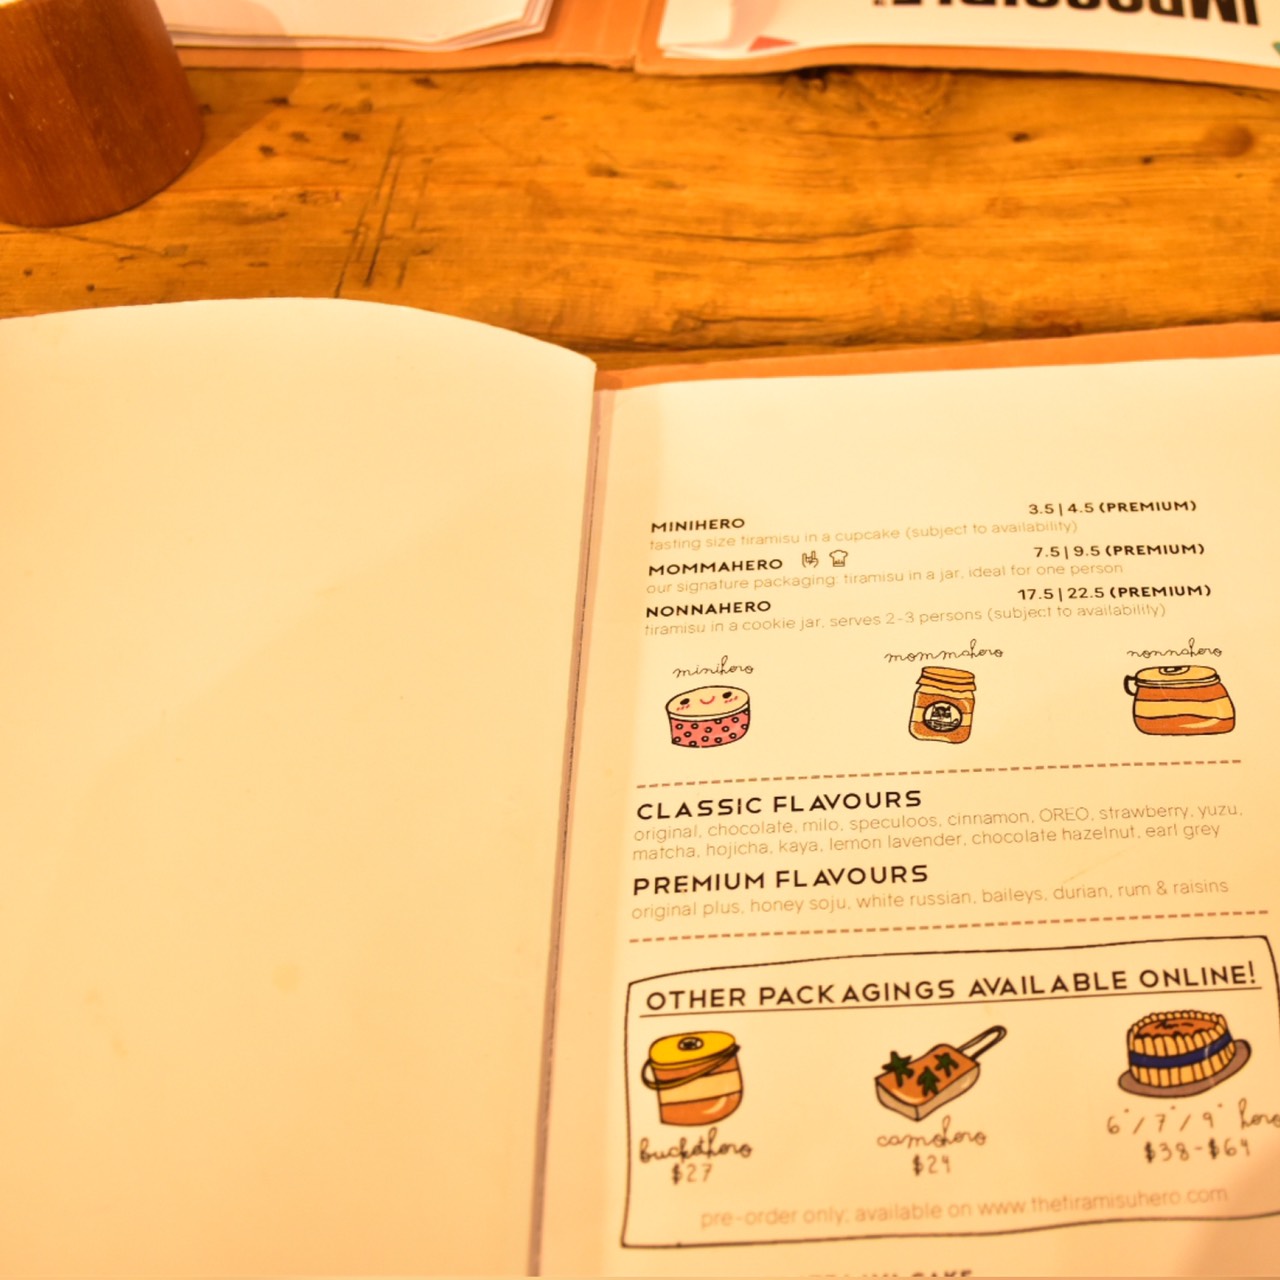 IMPOSSIBLE
MINIHERO 3.5 | 4.5 (PREMIUM)
tasting size tiramisu in a cupcake (subject to availability)
MOMMAHERO 7.5 | 9.5 (PREMIUM)
our signature packaging: tiramisu in a jar, ideal for one person
NONNAHERO 17.5 | 22.5 (PREMIUM)
tiramisu in a cookie jar, serves 2-3 persons (subject to availability)
minihero mommahero nonnahero
CLASSIC FLAVOURS
original, chocolate, milo, speculoos, cinnamon, OREO, strawberry, yuzu,
matcha, hojicha, kaya, lemon lavender, chocolate hazelnut, earl grey
PREMIUM FLAVOURS
original plus, honey soju, white russian, baileys, durian, rum & raisins
OTHER PACKAGINGS AVAILABLE ONLINE!
buckethero camohero 6"/7"/9" hero
$27 $29 $38-$69
pre-order only; available on www.thetiramisuhero.com
CAKE